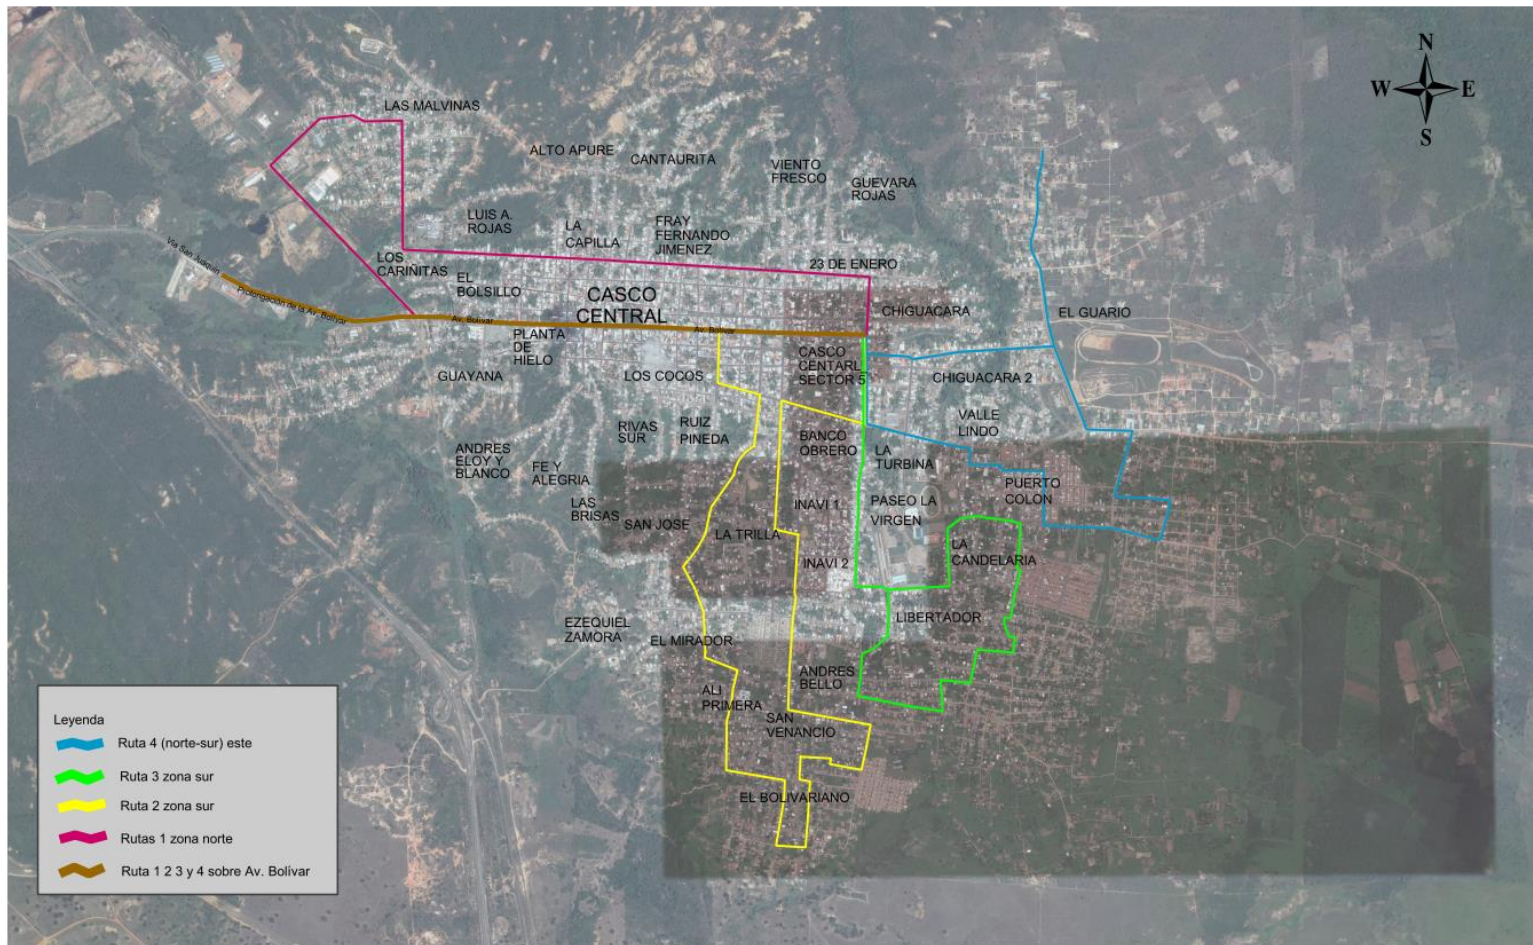 N
W E
S
LAS MALVINAS
ALTO APURE
CANTAURITA
VIENTO
FRESCO
GUEVARA
ROJAS
LUIS A.
ROJAS
LA
CAPILLA
FRAY
FERNANDO
JIMENEZ
Via San Juaquin
LOS
CARIÑITAS
EL
BOLSILLO
23 DE ENERO
CASCO
CENTRAL
Prolongación de la Av. Bolívar
Av. Bolívar
Av. Bolívar
CHIGUACARA
EL GUARIO
PLANTA
DE
HIELO
GUAYANA
LOS COCOS
CASCO
CENTARL
SECTOR 5
CHIGUACARA 2
VALLE
LINDO
RIVAS
SUR
RUIZ
PINEDA
BANCO
OBRERO
ANDRES
ELOY Y
BLANCO
FE Y
ALEGRIA
LA
TURBINA
PUERTO
COLON
LAS
BRISAS
SAN JOSE
LA TRILLA
INAVI 1
PASEO LA
VIRGEN
INAVI 2
LA
CANDELARIA
EZEQUIEL
ZAMORA
EL MIRADOR
LIBERTADOR
ALI
PRIMERA
ANDRES
BELLO
SAN
VENANCIO
EL BOLIVARIANO
Leyenda
Ruta 4 (norte-sur) este
Ruta 3 zona sur
Ruta 2 zona sur
Rutas 1 zona norte
Ruta 1 2 3 y 4 sobre Av. Bolívar